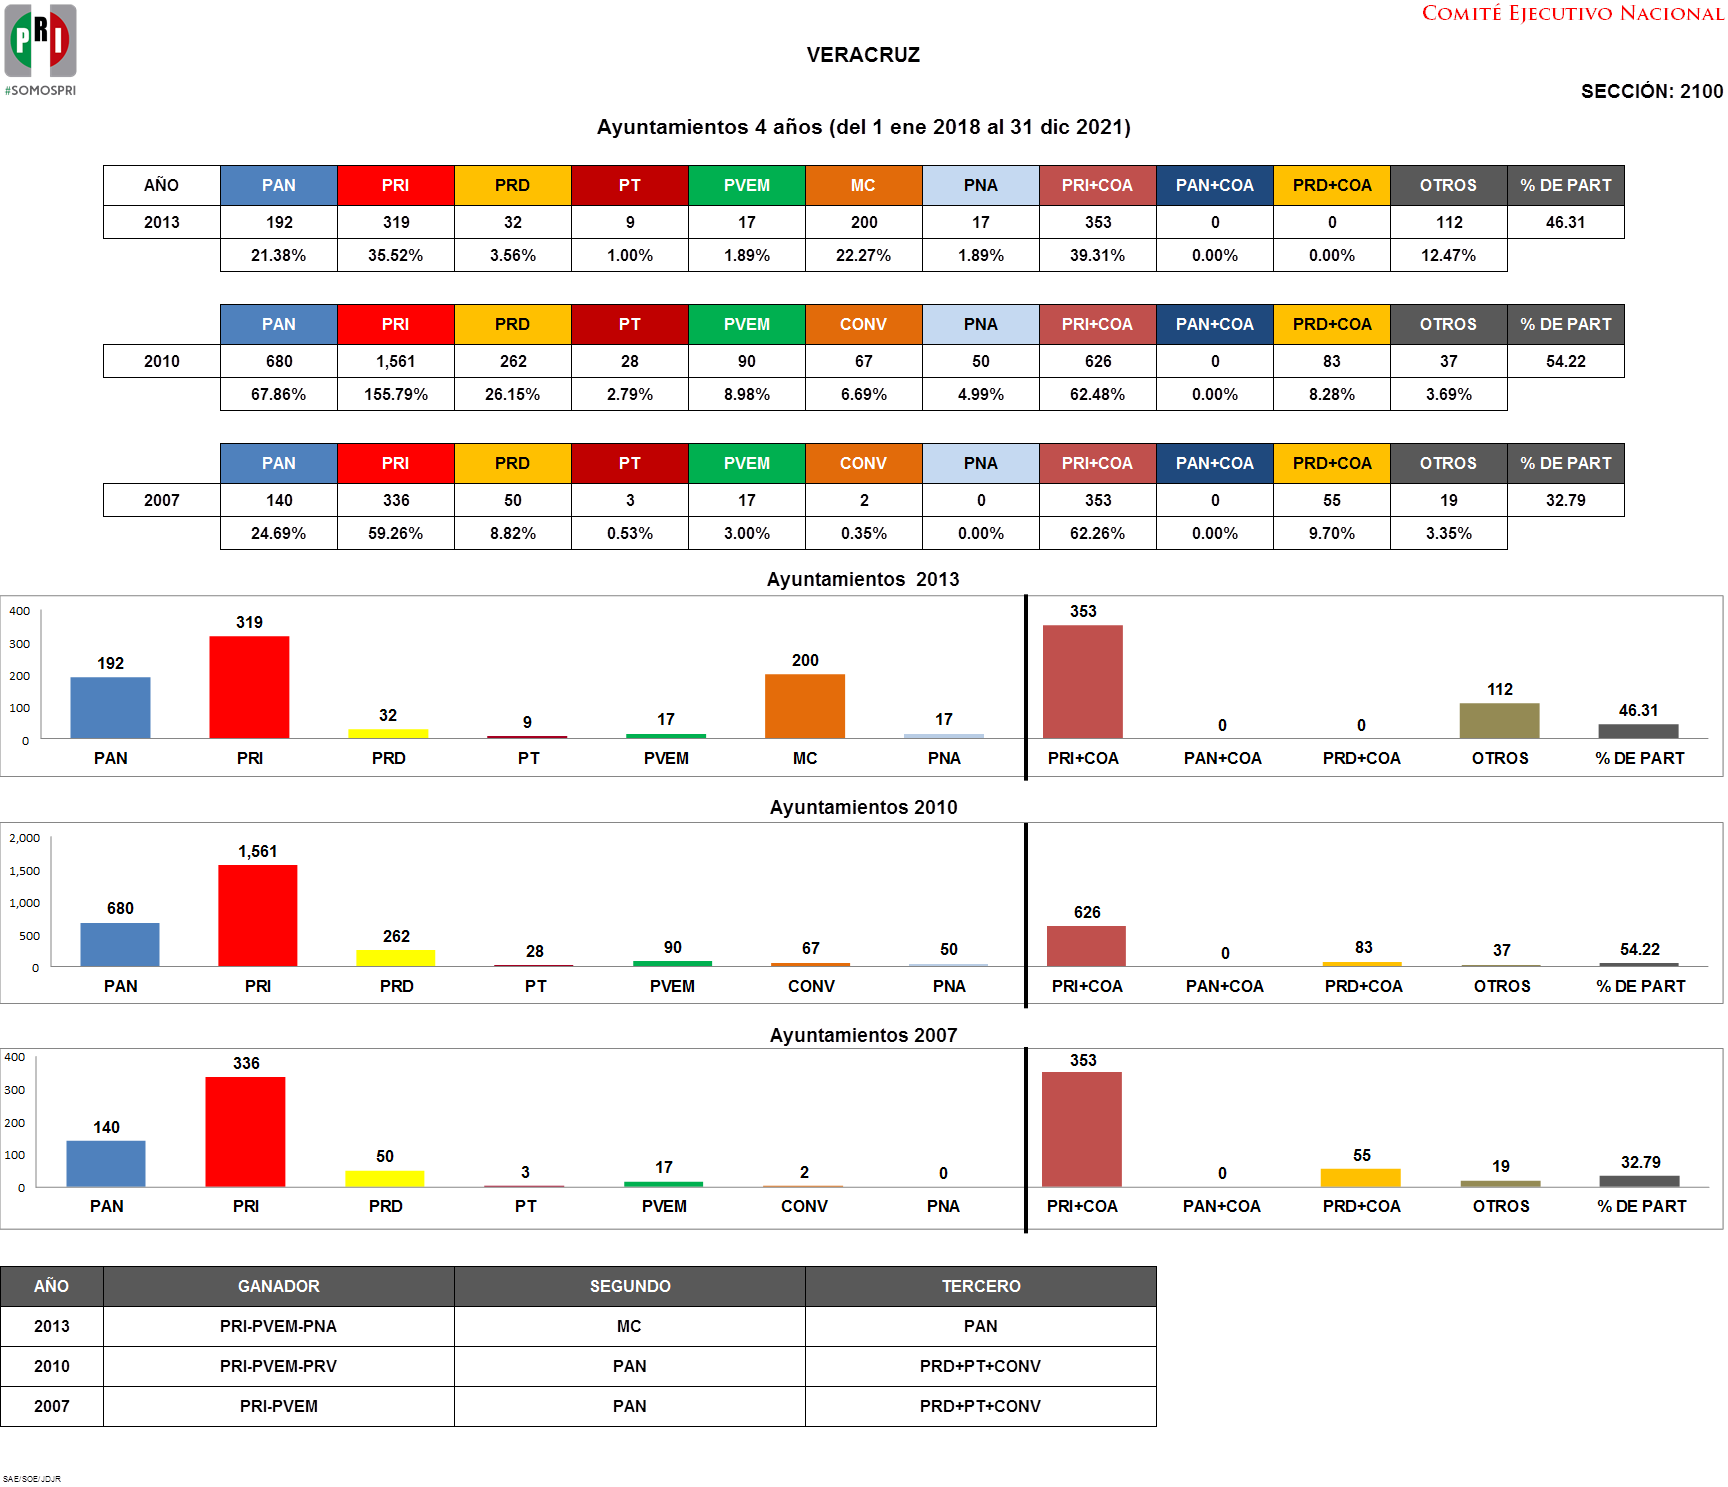 PRI
#SOMOSPRI
COMITÉ EJECUTIVO NACIONAL
VERACRUZ
SECCIÓN: 2100
Ayuntamientos 4 años (del 1 ene 2018 al 31 dic 2021)
AÑO PAN PRI PRD PT PVEM MC PNA PRI+COA PAN+COA PRD+COA OTROS % DE PART
2013 192 319 32 9 17 200 17 353 0 0 112 46.31
21.38% 35.52% 3.56% 1.00% 1.89% 22.27% 1.89% 39.31% 0.00% 0.00% 12.47%
PAN PRI PRD PT PVEM CONV PNA PRI+COA PAN+COA PRD+COA OTROS % DE PART
2010 680 1,561 262 28 90 67 50 626 0 83 37 54.22
67.86% 155.79% 26.15% 2.79% 8.98% 6.69% 4.99% 62.48% 0.00% 8.28% 3.69%
PAN PRI PRD PT PVEM CONV PNA PRI+COA PAN+COA PRD+COA OTROS % DE PART
2007 140 336 50 3 17 2 0 353 0 55 19 32.79
24.69% 59.26% 8.82% 0.53% 3.00% 0.35% 0.00% 62.26% 0.00% 9.70% 3.35%
Ayuntamientos 2013
400
300
200
100
0
192 319 32 9 17 200 17 353 0 0 112 46.31
PAN PRI PRD PT PVEM MC PNA PRI+COA PAN+COA PRD+COA OTROS % DE PART
Ayuntamientos 2010
2,000
1,500
1,000
500
0
680 1,561 262 28 90 67 50 626 0 83 37 54.22
PAN PRI PRD PT PVEM CONV PNA PRI+COA PAN+COA PRD+COA OTROS % DE PART
Ayuntamientos 2007
400
300
200
100
0
140 336 50 3 17 2 0 353 0 55 19 32.79
PAN PRI PRD PT PVEM CONV PNA PRI+COA PAN+COA PRD+COA OTROS % DE PART
AÑO GANADOR SEGUNDO TERCERO
2013 PRI-PVEM-PNA MC PAN
2010 PRI-PVEM-PRV PAN PRD+PT+CONV
2007 PRI-PVEM PAN PRD+PT+CONV
SAE/SOE/JDJR